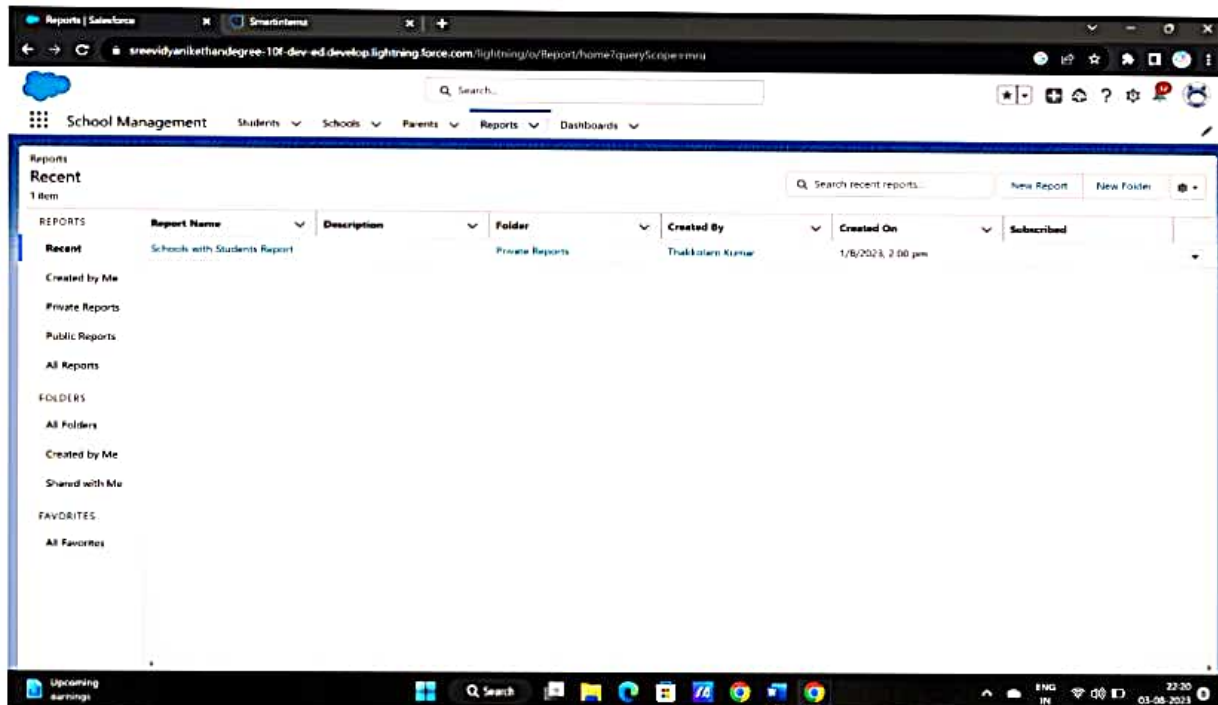 Reports | Salesforce
Smartinterns
sreevidyanikethandegree-10f-dev-ed.develop.lightning.force.com/lightning/o/Report/home?queryScope=mru
Search...
School Management Students Schools Parents Reports Dashboards
Reports
Recent
1 item
Search recent reports...
New Report New Folder
REPORTS Report Name Description Folder Created By Created On Subscribed
Recent Schools with Students Report Private Reports Thakkolam Kumar 1/8/2023, 2:00 pm
Created by Me
Private Reports
Public Reports
All Reports
FOLDERS
All Folders
Created by Me
Shared with Me
FAVORITES
All Favorites
Upcoming
earnings
Search
ENG
IN
22:20
03-08-2023